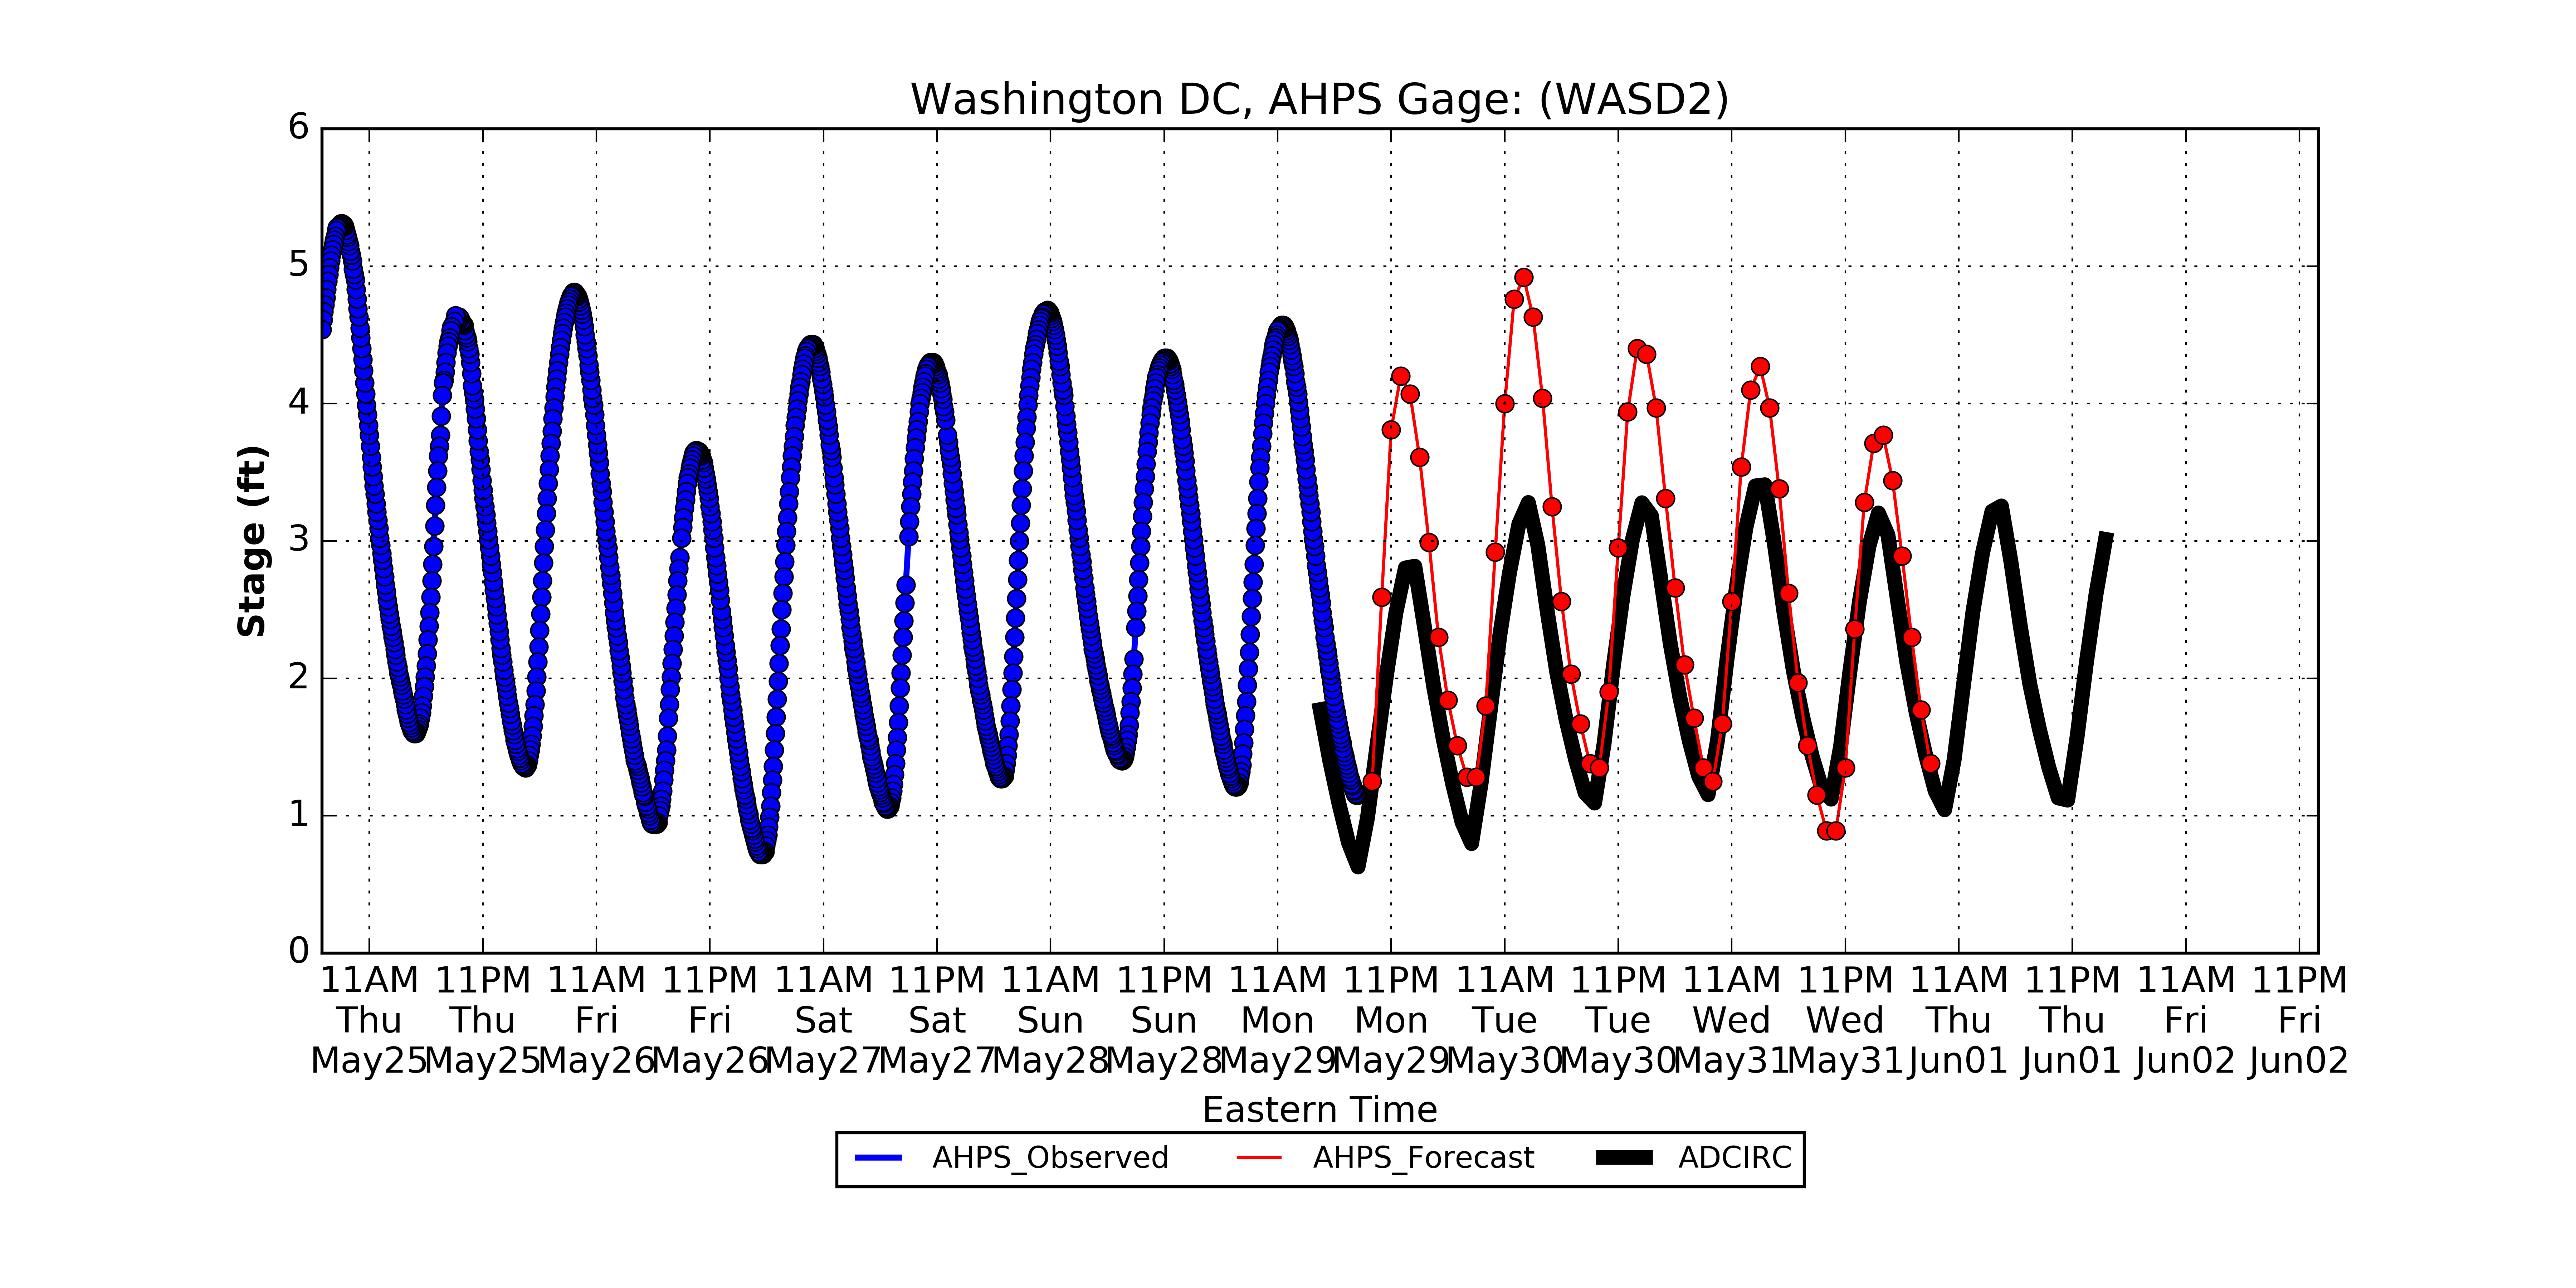 Washington DC, AHPS Gage: (WASD2)
6
5
4
3
2
1
0
Stage (ft)
11AM 11PM 11AM 11PM 11AM 11PM 11AM 11PM 11AM 11PM 11AM 11PM 11AM 11PM 11AM 11PM 11AM 11PM
Thu Thu Fri Fri Sat Sat Sun Sun Mon Mon Tue Tue Wed Wed Thu Thu Fri Fri
May25 May25 May26 May26 May27 May27 May28 May28 May29 May29 May30 May30 May31 May31 Jun01 Jun01 Jun02 Jun02
Eastern Time
AHPS_Observed AHPS_Forecast ADCIRC